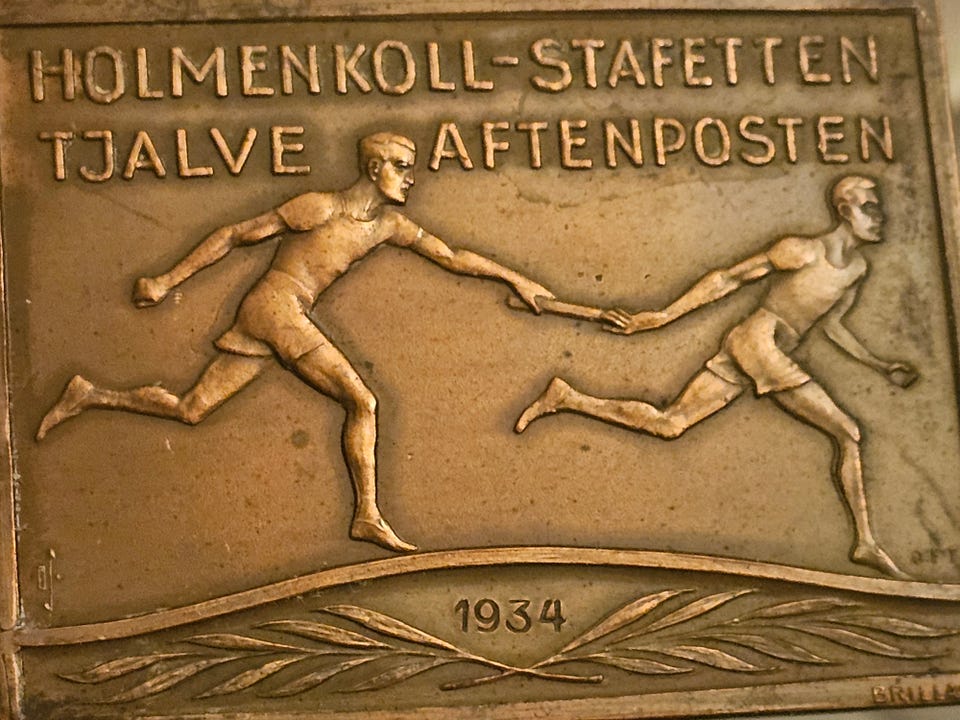 HOLMENKOLL-STAFETTEN
TJALVE AFTENPOSTEN
1934